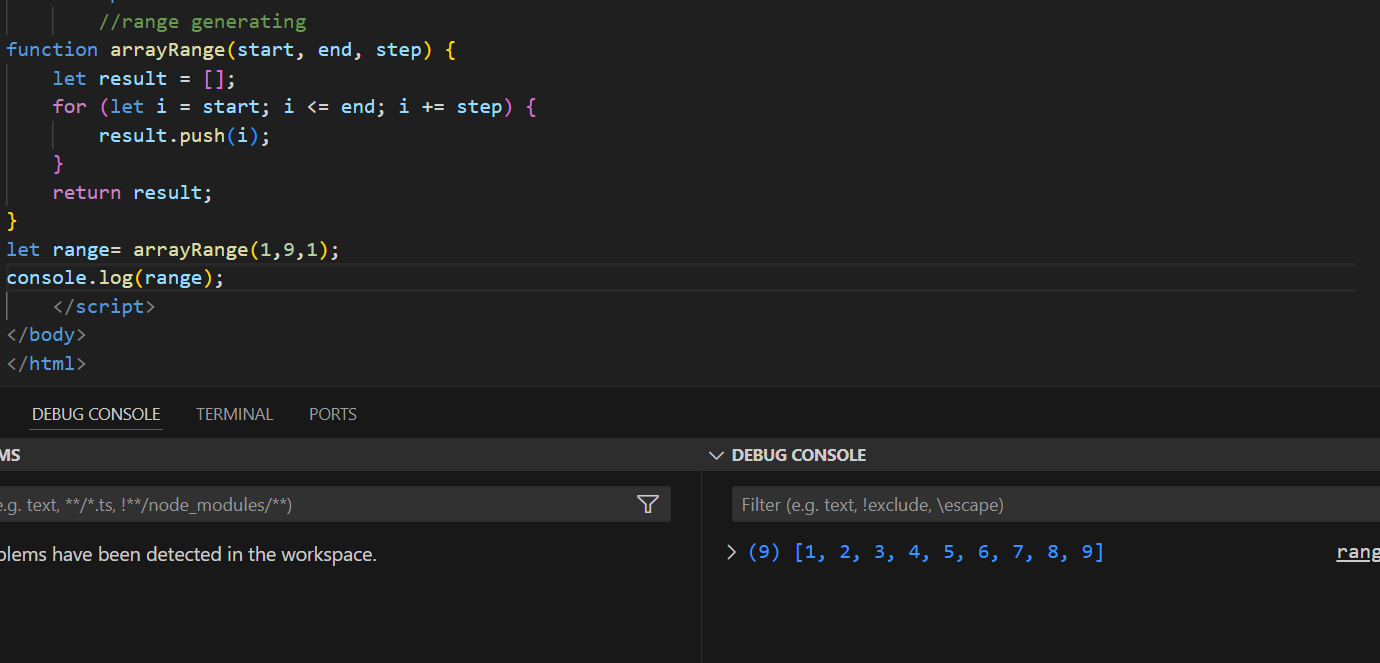 //range generating
function arrayRange(start, end, step) {
let result = [];
for (let i = start; i <= end; i += step) {
result.push(i);
}
return result;
}
let range= arrayRange(1,9,1);
console.log(range);
</script>
</body>
</html>
DEBUG CONSOLE TERMINAL PORTS
MS
e.g. text, **/*.ts, !**/node_modules/**)
blems have been detected in the workspace.
DEBUG CONSOLE
Filter (e.g. text, !exclude, \escape)
(9) [1, 2, 3, 4, 5, 6, 7, 8, 9]
rang